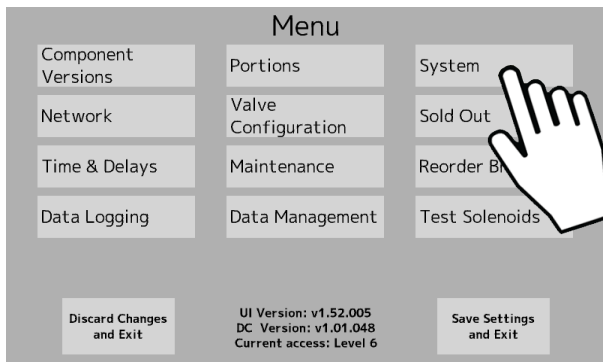 Menu
Component
Versions
Portions
System
Network
Valve
Configuration
Sold Out
Time & Delays
Maintenance
Reorder
Data Logging
Data Management
Test Solenoids
Discard Changes
and Exit
UI Version: v1.52.005
DC Version: v1.01.048
Current access: Level 6
Save Settings
and Exit